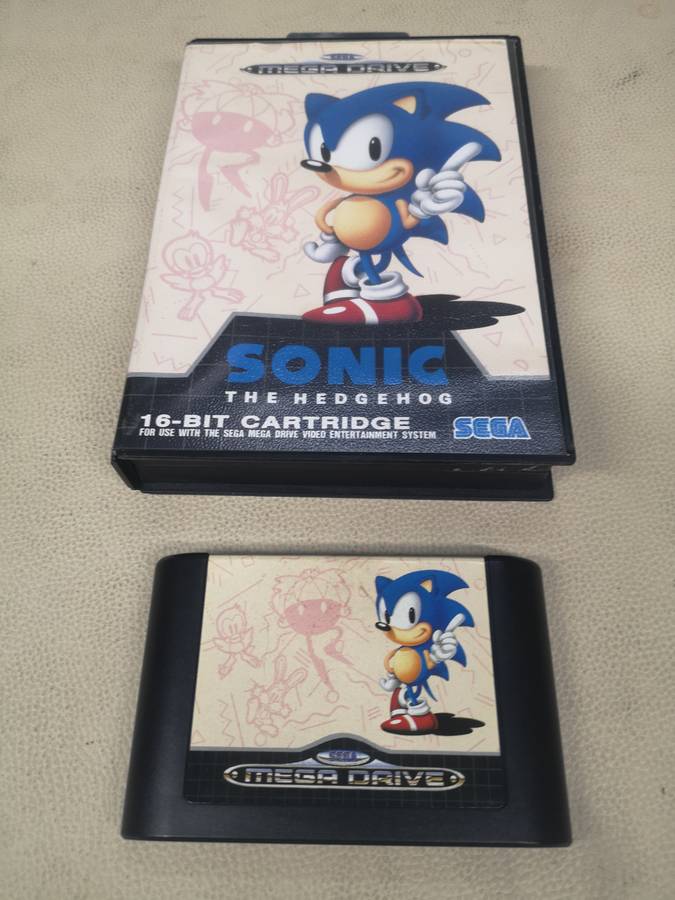 SEGA
MEGA DRIVE
SONIC
THE HEDGEHOG
16-BIT CARTRIDGE
FOR USE WITH THE SEGA MEGA DRIVE VIDEO ENTERTAINMENT SYSTEM
SEGA
SEGA
MEGA DRIVE